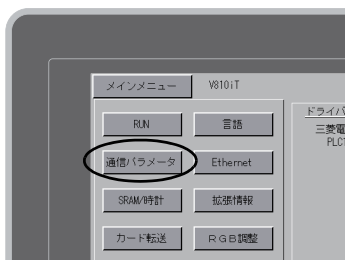 メインメニュー V810iT
RUN 言語
ドライバ
三菱電
PLC1
通信パラメータ Ethernet
SRAM/時計 拡張情報
カード転送 RGB調整